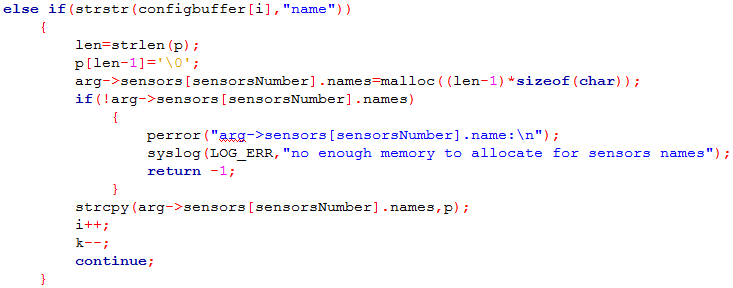 else if(strstr(configbuffer[i],"name"))
{
len=strlen(p);
p[len-1]='\0';
arg->sensors[sensorsNumber].names=malloc((len-1)*sizeof(char));
if(!arg->sensors[sensorsNumber].names)
{
perror("arg->sensors[sensorsNumber].name:\n");
syslog(LOG_ERR,"no enough memory to allocate for sensors names");
return -1;
}
strcpy(arg->sensors[sensorsNumber].names,p);
i++;
k--;
continue;
}